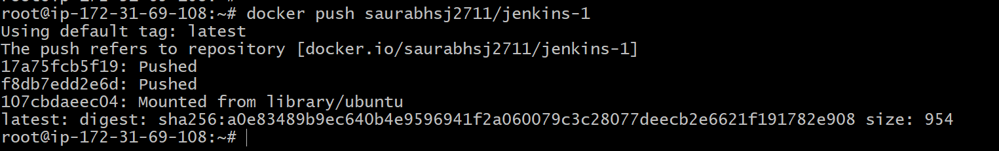 root@ip-172-31-69-108:~# docker push saurabhsj2711/jenkins-1
Using default tag: latest
The push refers to repository [docker.io/saurabhsj2711/jenkins-1]
17a75fcb5f19: Pushed
f8db7edd2e6d: Pushed
107cbdaeec04: Mounted from library/ubuntu
latest: digest: sha256:a0e83489b9ec640b4e9596941f2a060079c3c28077deecb2e6621f191782e908 size: 954
root@ip-172-31-69-108:~#